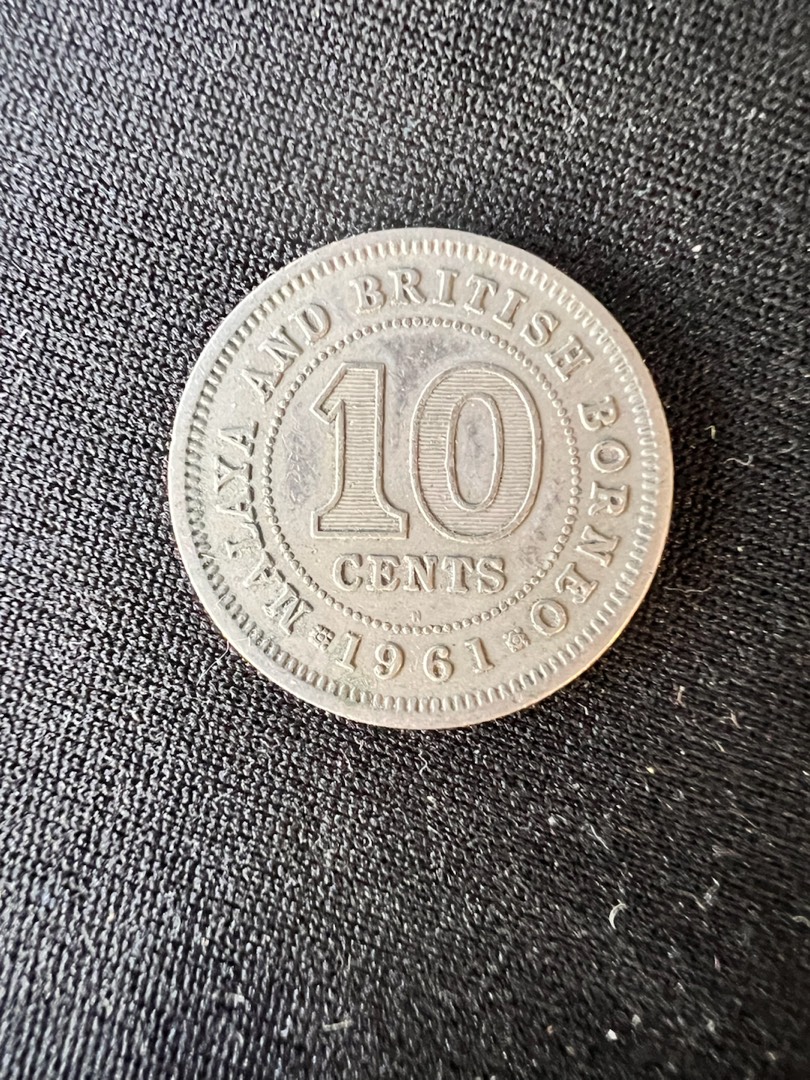 MALAYA AND BRITISH BORNEO
10
CENTS
H
1961